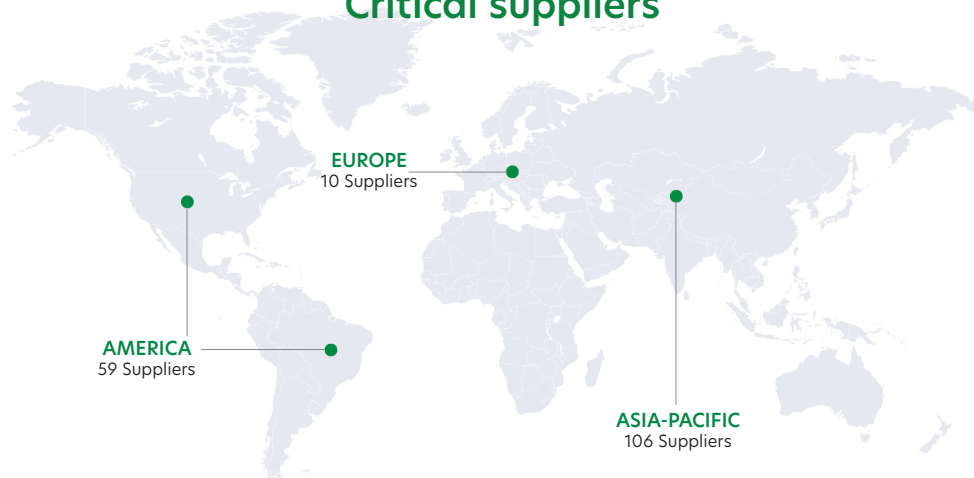 Critical suppliers
EUROPE
10 Suppliers
AMERICA
59 Suppliers
ASIA-PACIFIC
106 Suppliers